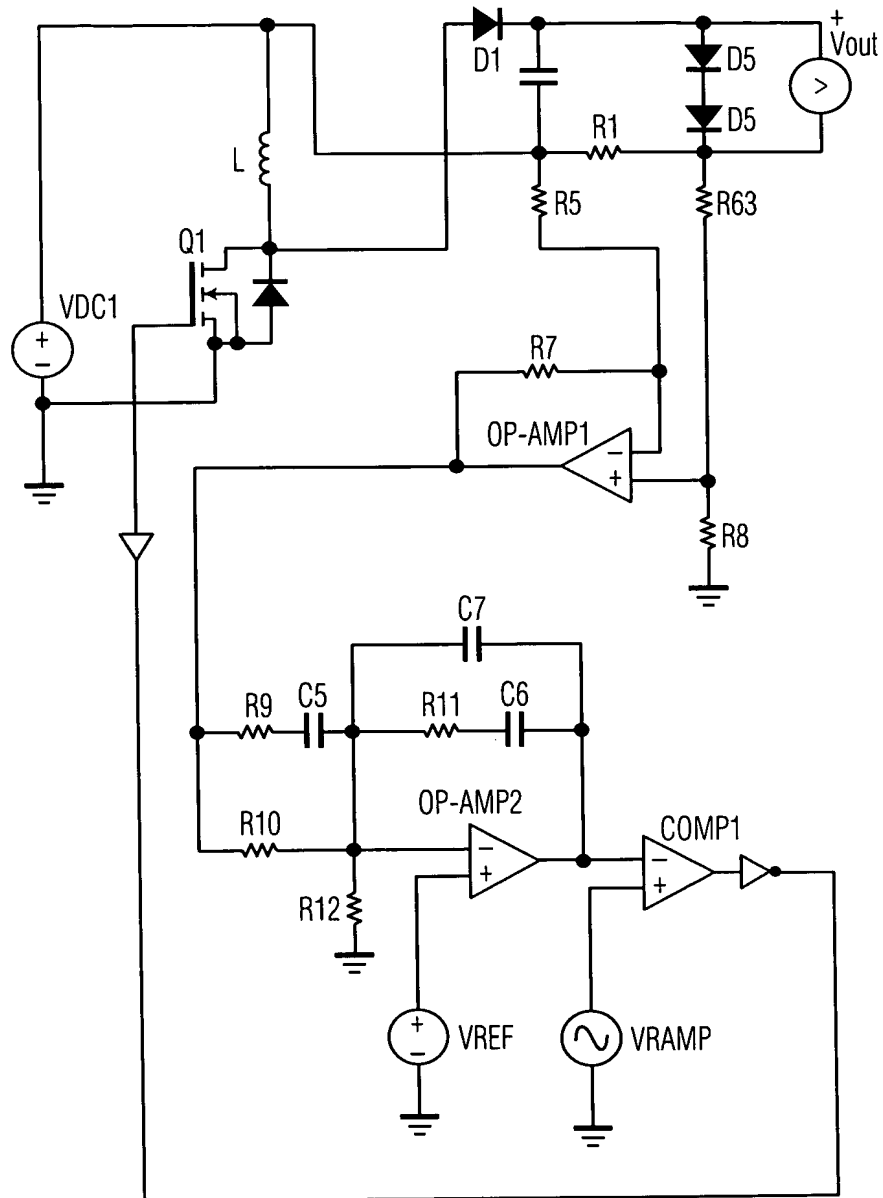 +
Vout
D1
D5
>
D5
R1
L
R5
R63
Q1
VDC1
+
−
R7
OP-AMP1
−
+
R8
C7
R9
C5
R11
C6
OP-AMP2
COMP1
R10
−
+
−
+
R12
+
−
VREF
VRAMP